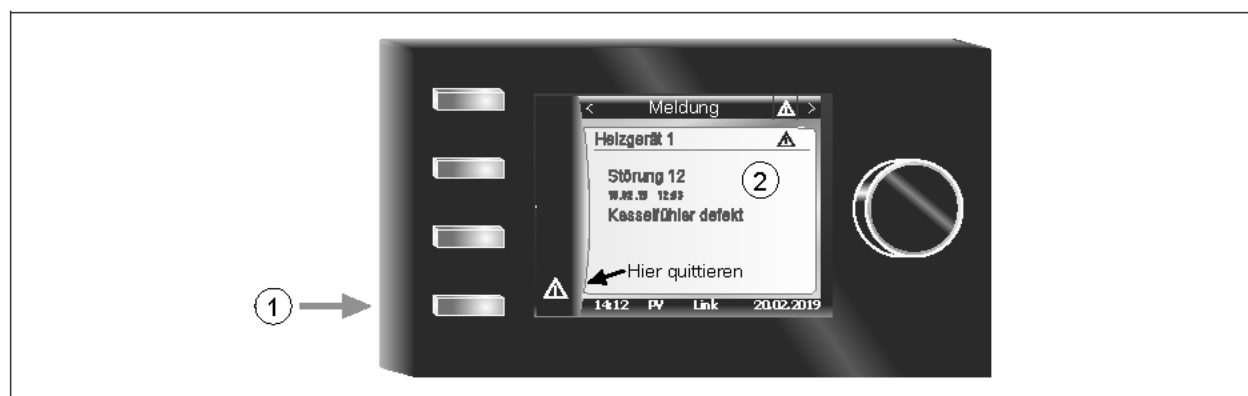 < Meldung >
Heizgerät 1
Störung 12
Kesselfühler defekt
Hier quittieren
14:12 PV Link 20.02.2019
1
2